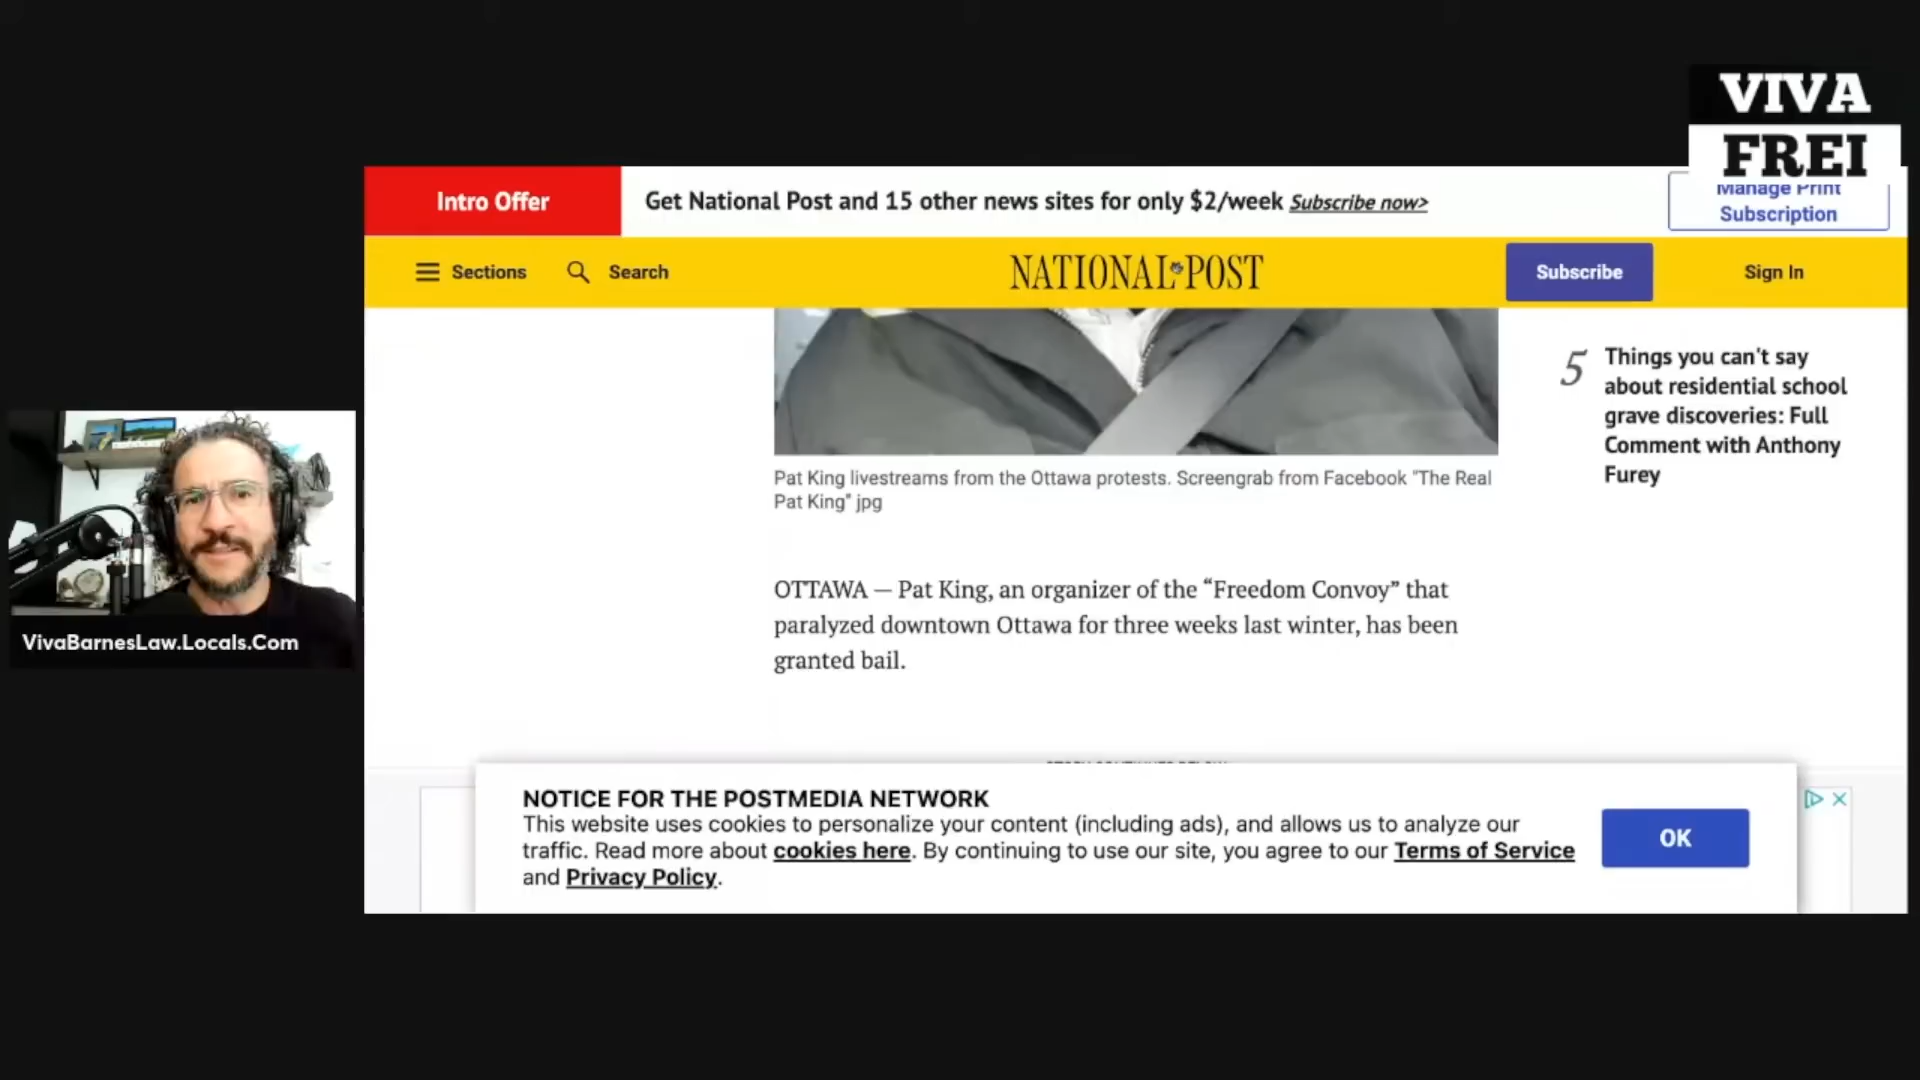 VIVA
FREI
Intro Offer
Get National Post and 15 other news sites for only $2/week Subscribe now>
Manage Print
Subscription
Sections
Search
NATIONAL POST
Subscribe
Sign In
5
Things you can't say
about residential school
grave discoveries: Full
Comment with Anthony
Furey
Pat King livestreams from the Ottawa protests. Screengrab from Facebook "The Real
Pat King" jpg
OTTAWA — Pat King, an organizer of the “Freedom Convoy” that
paralyzed downtown Ottawa for three weeks last winter, has been
granted bail.
VivaBarnesLaw.Locals.Com
NOTICE FOR THE POSTMEDIA NETWORK
This website uses cookies to personalize your content (including ads), and allows us to analyze our
traffic. Read more about cookies here. By continuing to use our site, you agree to our Terms of Service
and Privacy Policy.
OK